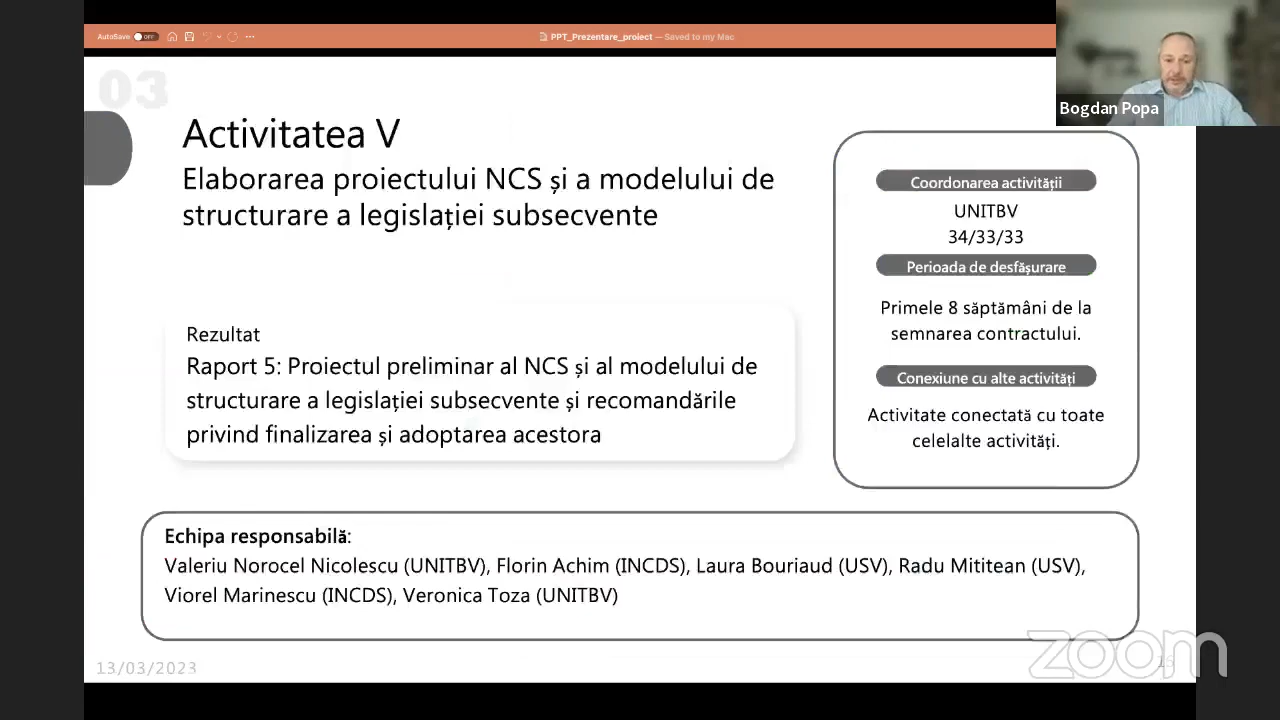 AutoSave OFF
PPT_Prezentare_proiect — Saved to my Mac
Bogdan Popa
03
Activitatea V
Elaborarea proiectului NCS și a modelului de
structurare a legislației subsecvente
Rezultat
Raport 5: Proiectul preliminar al NCS și al modelului de
structurare a legislației subsecvente și recomandările
privind finalizarea și adoptarea acestora
Coordonarea activității
UNITBV
34/33/33
Perioada de desfășurare
Primele 8 săptămâni de la
semnarea contractului.
Conexiune cu alte activități
Activitate conectată cu toate
celelalte activități.
Echipa responsabilă:
Valeriu Norocel Nicolescu (UNITBV), Florin Achim (INCDS), Laura Bouriaud (USV), Radu Mititean (USV),
Viorel Marinescu (INCDS), Veronica Toza (UNITBV)
13/03/2023
zoom